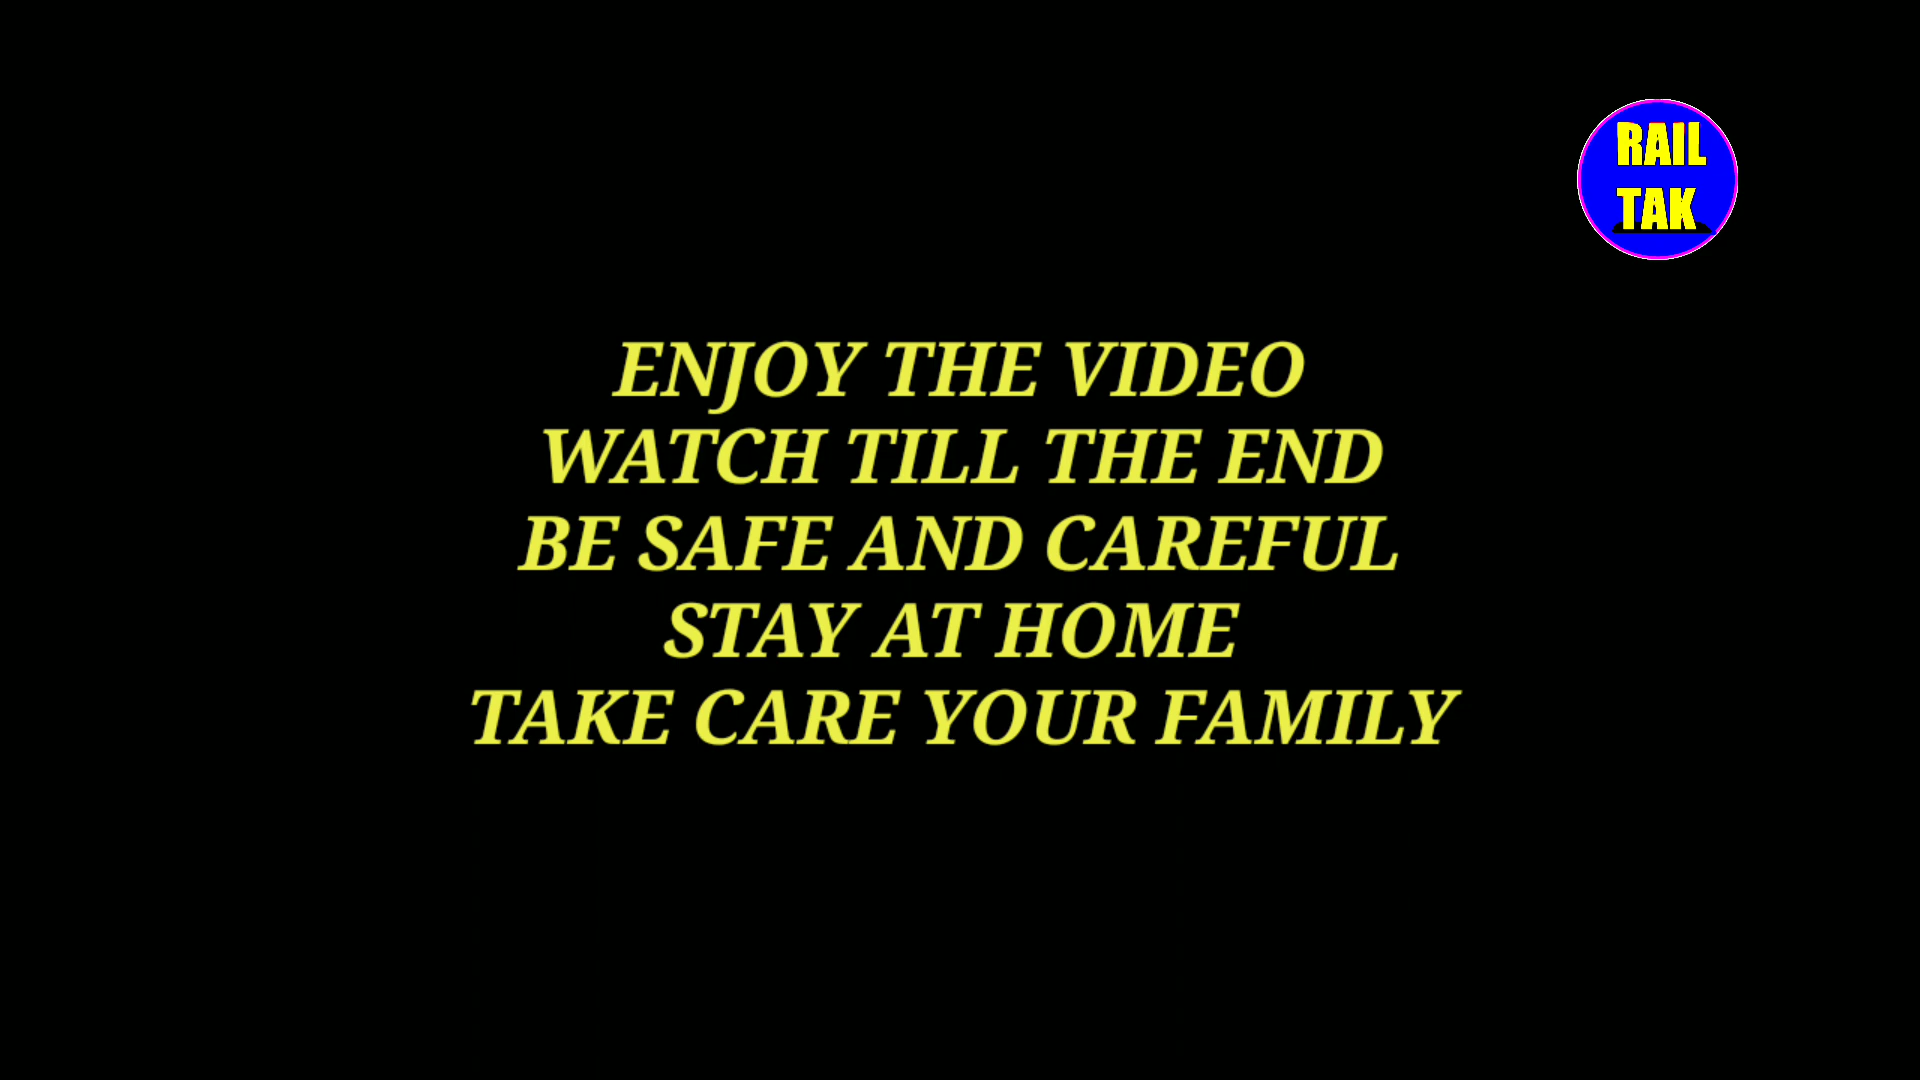 RAIL
TAK
ENJOY THE VIDEO
WATCH TILL THE END
BE SAFE AND CAREFUL
STAY AT HOME
TAKE CARE YOUR FAMILY